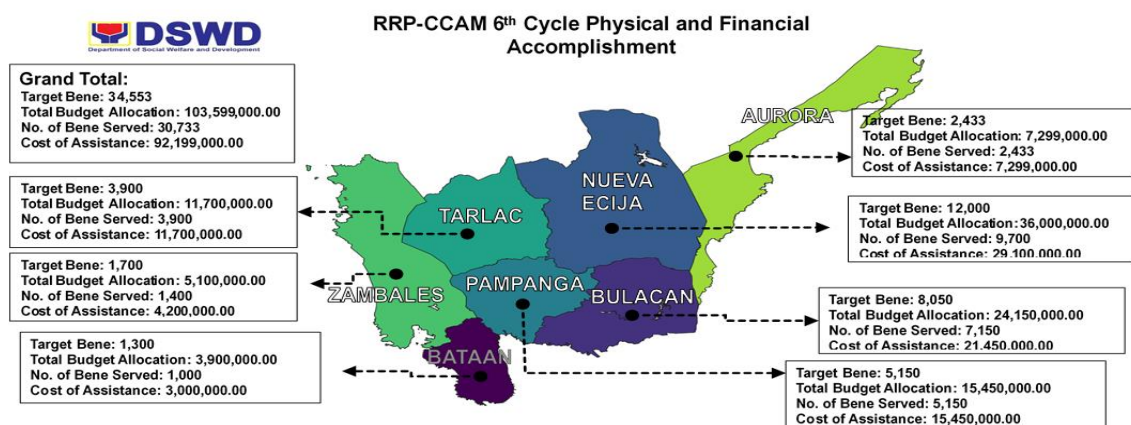 RRP-CCAM 6th Cycle Physical and Financial
Accomplishment
DSWD
Department of Social Welfare and Development
Grand Total:
Target Bene: 34,553
Total Budget Allocation: 103,599,000.00
No. of Bene Served: 30,733
Cost of Assistance: 92,199,000.00
Target Bene: 3,900
Total Budget Allocation: 11,700,000.00
No. of Bene Served: 3,900
Cost of Assistance: 11,700,000.00
Target Bene: 1,700
Total Budget Allocation: 5,100,000.00
No. of Bene Served: 1,400
Cost of Assistance: 4,200,000.00
Target Bene: 1,300
Total Budget Allocation: 3,900,000.00
No. of Bene Served: 1,000
Cost of Assistance: 3,000,000.00
AURORA
NUEVA
ECIJA
TARLAC
PAMPANGA
BULACAN
ZAMBALES
BATAAN
Target Bene: 2,433
Total Budget Allocation: 7,299,000.00
No. of Bene Served: 2,433
Cost of Assistance: 7,299,000.00
Target Bene: 12,000
Total Budget Allocation: 36,000,000.00
No. of Bene Served: 9,700
Cost of Assistance: 29,100,000.00
Target Bene: 8,050
Total Budget Allocation: 24,150,000.00
No. of Bene Served: 7,150
Cost of Assistance: 21,450,000.00
Target Bene: 5,150
Total Budget Allocation: 15,450,000.00
No. of Bene Served: 5,150
Cost of Assistance: 15,450,000.00